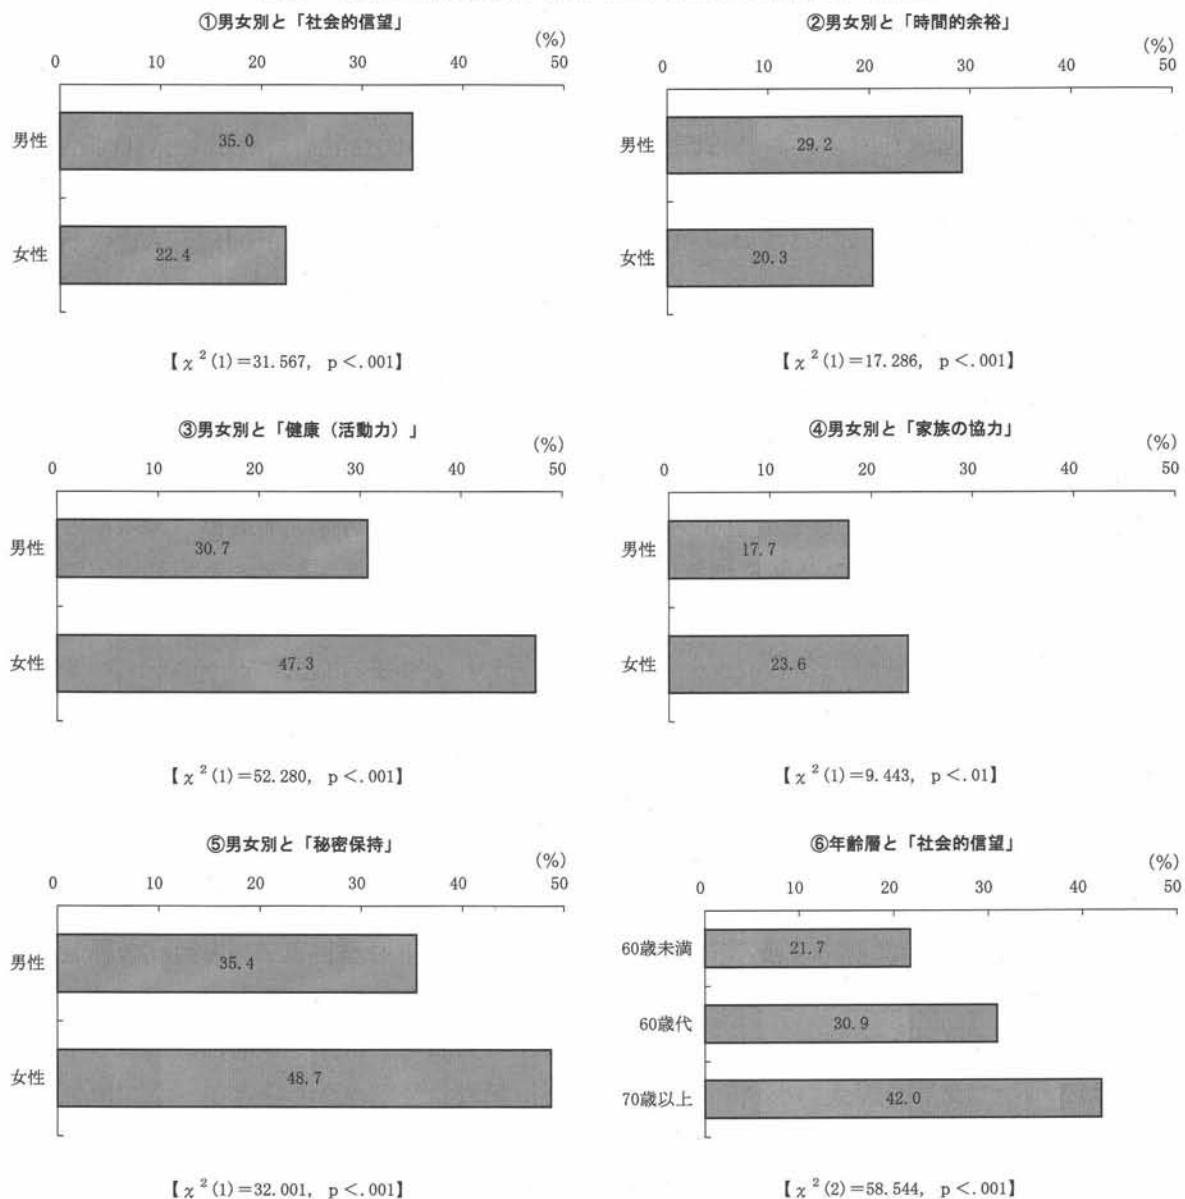 ①男女別と「社会的信望」
(%)
0 10 20 30 40 50
男性 35.0
女性 22.4
【χ²(1)=31.567, p<.001】
②男女別と「時間的余裕」
(%)
0 10 20 30 40 50
男性 29.2
女性 20.3
【χ²(1)=17.286, p<.001】
③男女別と「健康（活動力）」
(%)
0 10 20 30 40 50
男性 30.7
女性 47.3
【χ²(1)=52.280, p<.001】
④男女別と「家族の協力」
(%)
0 10 20 30 40 50
男性 17.7
女性 23.6
【χ²(1)=9.443, p<.01】
⑤男女別と「秘密保持」
(%)
0 10 20 30 40 50
男性 35.4
女性 48.7
【χ²(1)=32.001, p<.001】
⑥年齢層と「社会的信望」
(%)
0 10 20 30 40 50
60歳未満 21.7
60歳代 30.9
70歳以上 42.0
【χ²(2)=58.544, p<.001】